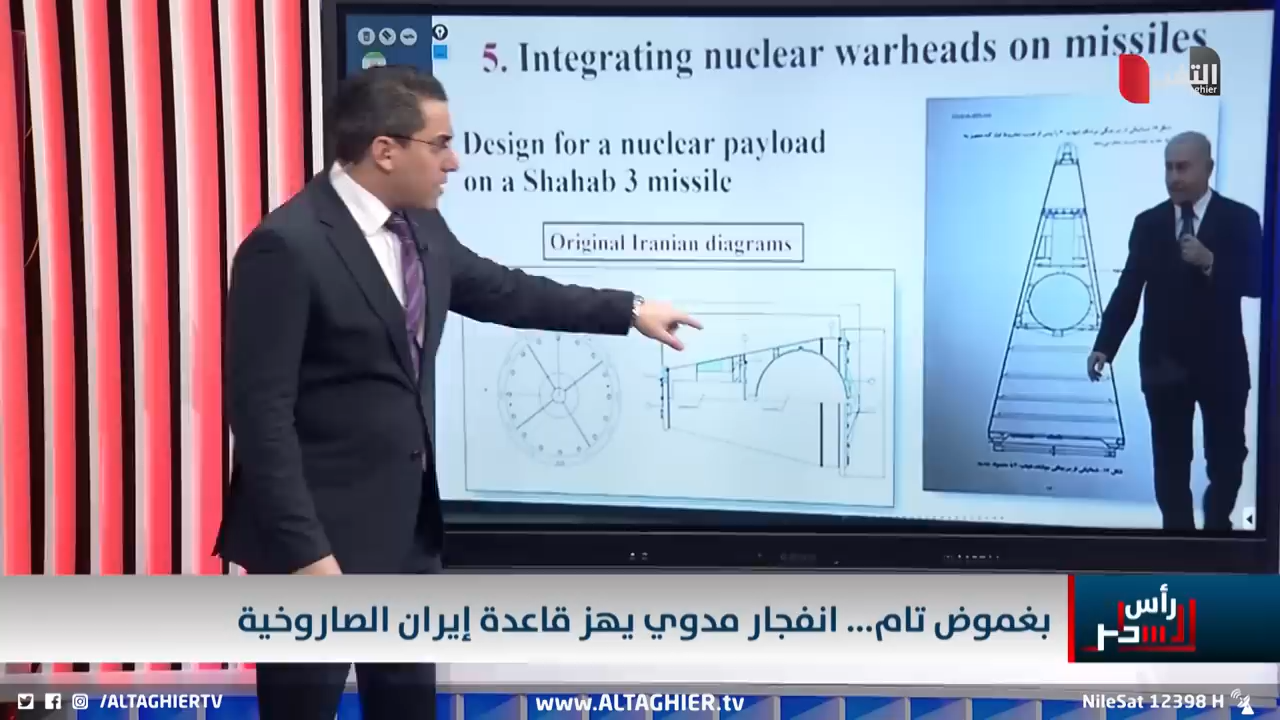 5. Integrating nuclear warheads on missiles
Design for a nuclear payload
on a Shahab 3 missile
Original Iranian diagrams
رأس
السطر
بغموض تام... انفجار مدوي يهز قاعدة إيران الصاروخية
/ALTAGHIERTV
www.ALTAGHIER.tv
NileSat 12398 H